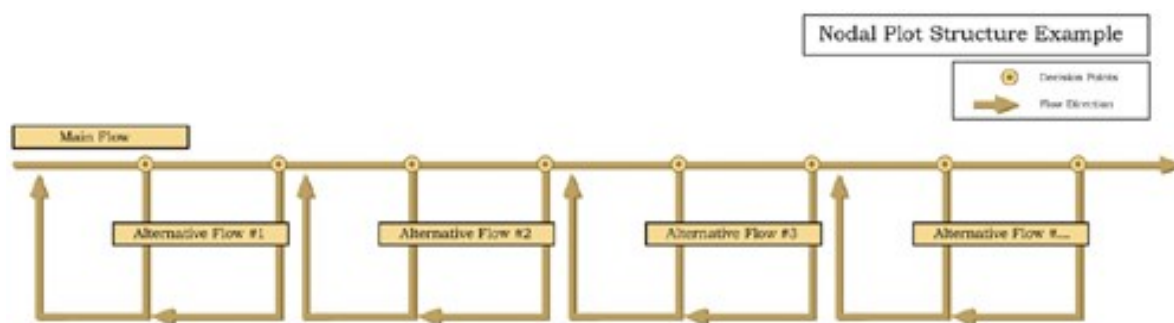 Nodal Plot Structure Example
Decision Points
Flow Direction
Main Flow
Alternative Flow #1
Alternative Flow #2
Alternative Flow #3
Alternative Flow #...